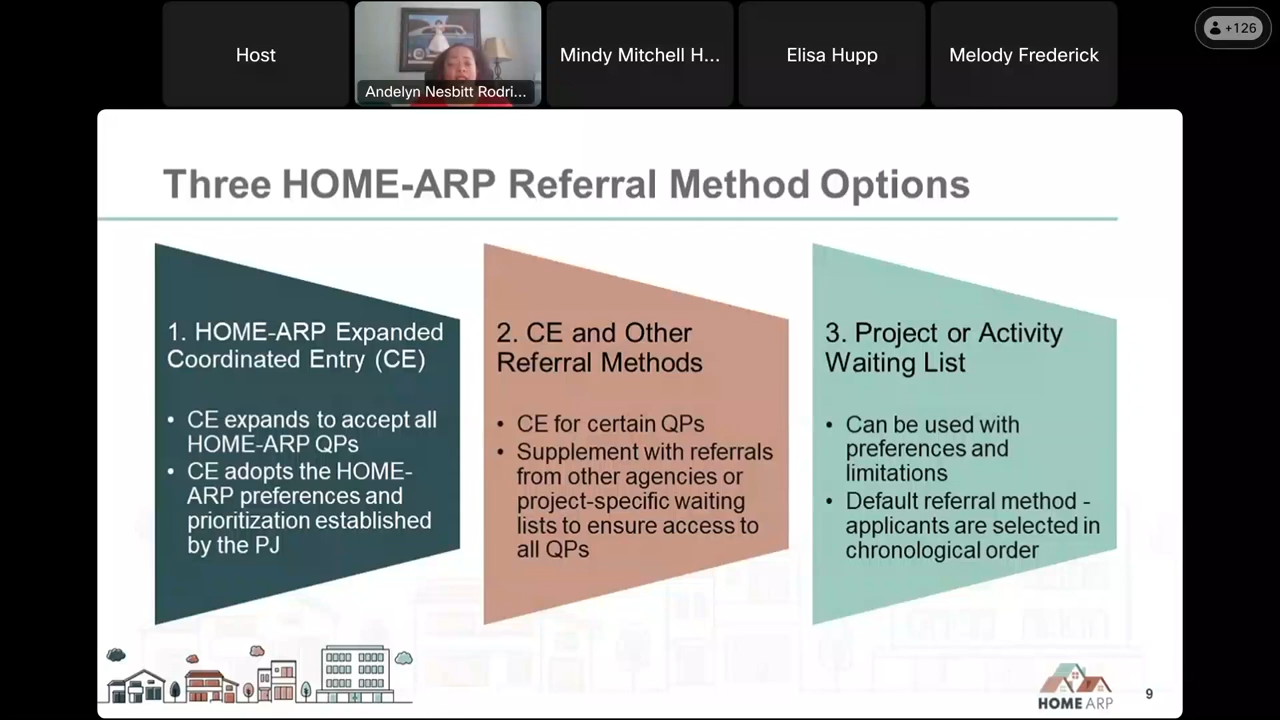 Host
Andelyn Nesbitt Rodri...
Mindy Mitchell H...
Elisa Hupp
Melody Frederick
+126
Three HOME-ARP Referral Method Options
1. HOME-ARP Expanded
Coordinated Entry (CE)
• CE expands to accept all
HOME-ARP QPs
• CE adopts the HOME-
ARP preferences and
prioritization established
by the PJ
2. CE and Other
Referral Methods
• CE for certain QPs
• Supplement with referrals
from other agencies or
project-specific waiting
lists to ensure access to
all QPs
3. Project or Activity
Waiting List
• Can be used with
preferences and
limitations
• Default referral method -
applicants are selected in
chronological order
HOME ARP
9